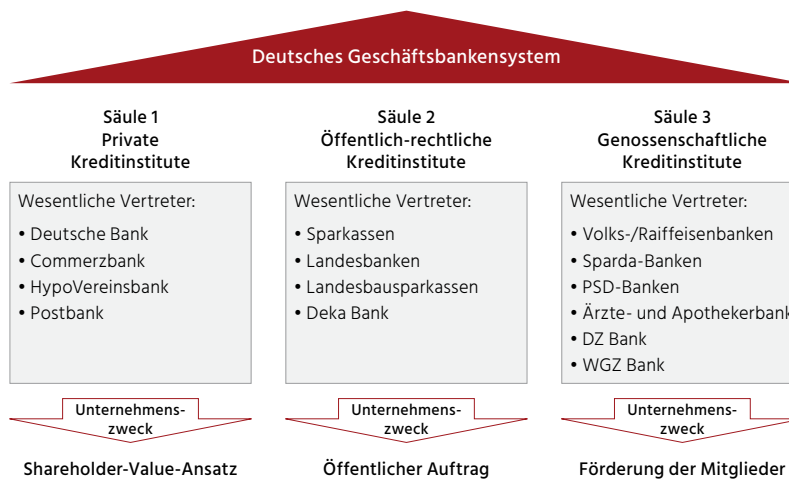 Deutsches Geschäftsbankensystem
Säule 1
Private
Kreditinstitute
Wesentliche Vertreter:
• Deutsche Bank
• Commerzbank
• HypoVereinsbank
• Postbank
Unternehmens-
zweck
Shareholder-Value-Ansatz
Säule 2
Öffentlich-rechtliche
Kreditinstitute
Wesentliche Vertreter:
• Sparkassen
• Landesbanken
• Landesbausparkassen
• Deka Bank
Unternehmens-
zweck
Öffentlicher Auftrag
Säule 3
Genossenschaftliche
Kreditinstitute
Wesentliche Vertreter:
• Volks-/Raiffeisenbanken
• Sparda-Banken
• PSD-Banken
• Ärzte- und Apothekerbank
• DZ Bank
• WGZ Bank
Unternehmens-
zweck
Förderung der Mitglieder